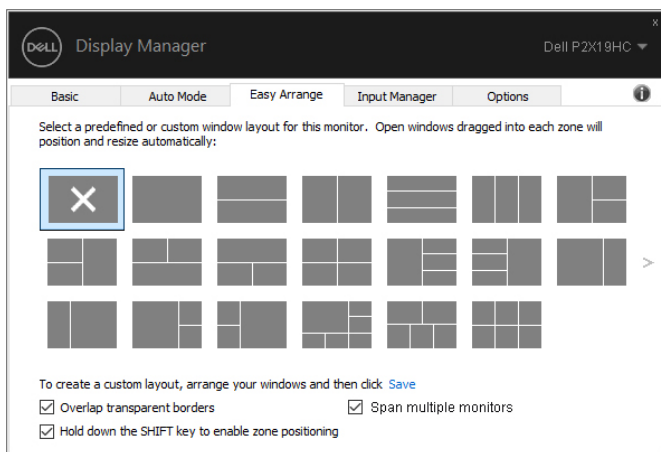 x
DELL Display Manager Dell P2X19HC
Basic Auto Mode Easy Arrange Input Manager Options
Select a predefined or custom window layout for this monitor. Open windows dragged into each zone will
position and resize automatically:
To create a custom layout, arrange your windows and then click Save
Overlap transparent borders Span multiple monitors
Hold down the SHIFT key to enable zone positioning